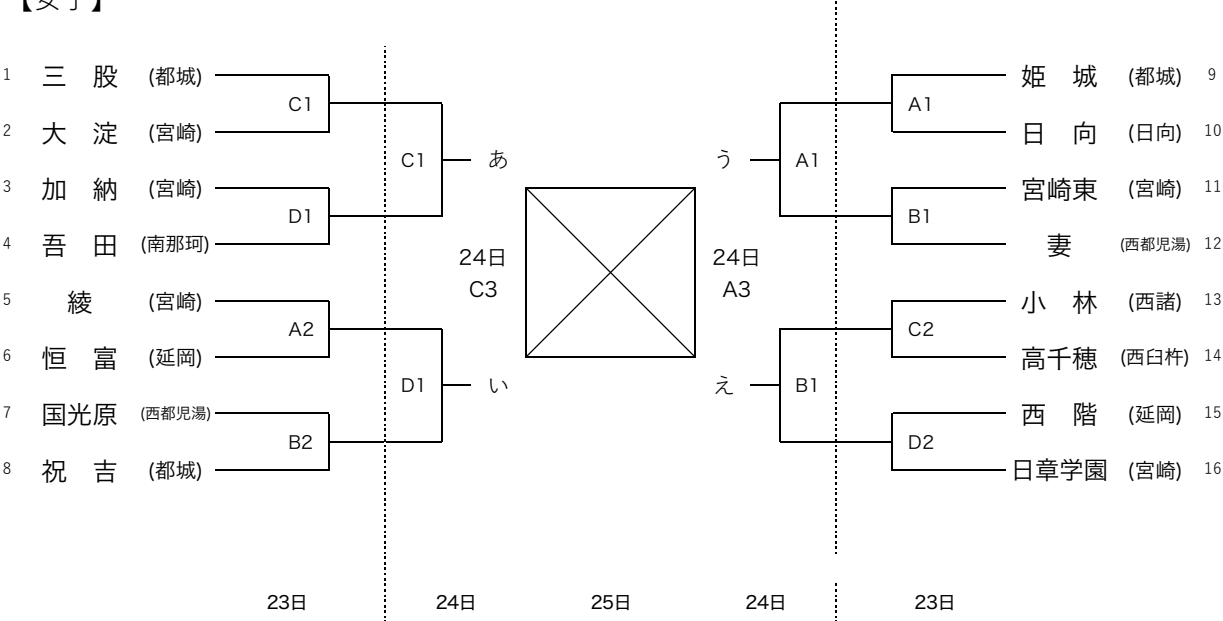 【女子】
1 三 股 (都城)
C1
2 大 淀 (宮崎)
C1 あ
3 加 納 (宮崎)
D1
4 吾 田 (南那珂)
5 綾 (宮崎)
A2
6 恒 富 (延岡)
D1 い
7 国光原 (西都児湯)
B2
8 祝 吉 (都城)
24日
C3
24日
A3
姫 城 (都城) 9
A1
日 向 (日向) 10
う A1
宮崎東 (宮崎) 11
B1
妻 (西都児湯) 12
小 林 (西諸) 13
C2
高千穂 (西臼杵) 14
え B1
西 階 (延岡) 15
D2
日章学園 (宮崎) 16
23日 24日 25日 24日 23日